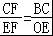 CF/EF = BC/OE